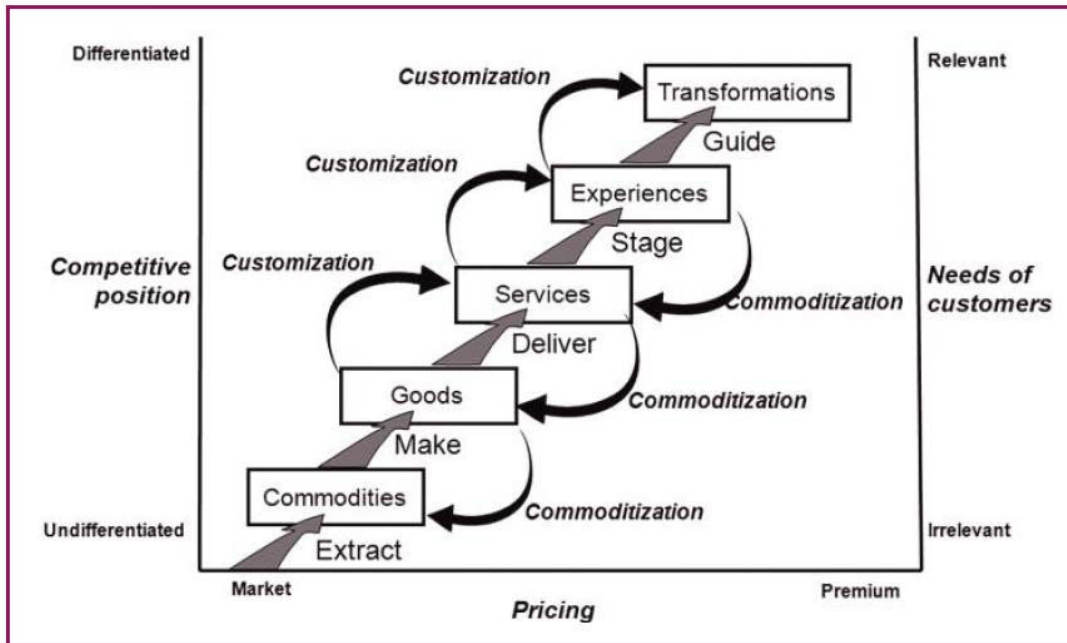 Differentiated
Relevant
Customization
Transformations
Guide
Customization
Experiences
Stage
Competitive
position
Customization
Needs of
customers
Services
Commoditization
Deliver
Goods
Commoditization
Make
Commodities
Commoditization
Undifferentiated
Irrelevant
Extract
Market
Premium
Pricing